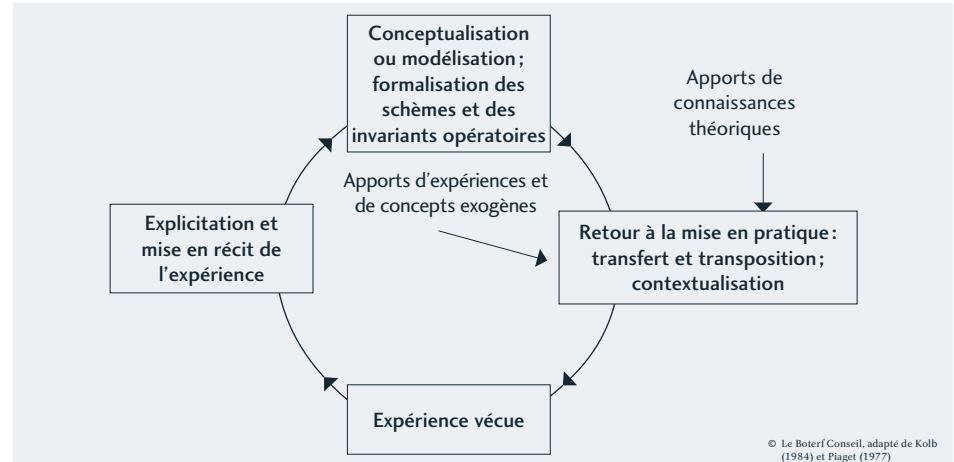 Conceptualisation
ou modélisation ;
formalisation des
schèmes et des
invariants opératoires
Apports de
connaissances
théoriques
Apports d’expériences et
de concepts exogènes
Explicitation et
mise en récit de
l’expérience
Retour à la mise en pratique :
transfert et transposition ;
contextualisation
Expérience vécue
© Le Boterf Conseil, adapté de Kolb
(1984) et Piaget (1977)